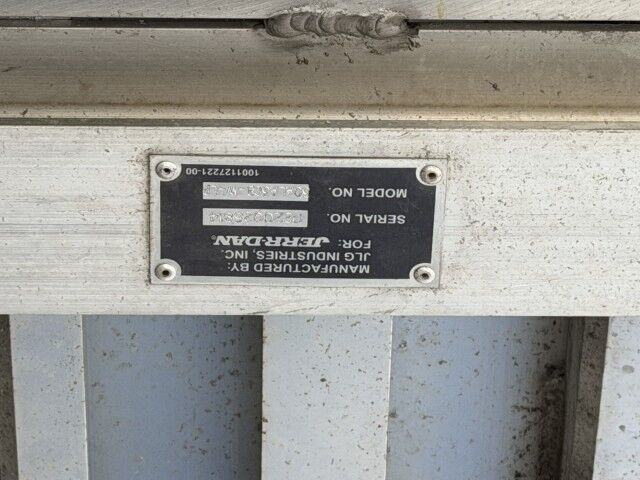 MANUFACTURED BY:
JLG INDUSTRIES, INC.
FOR: JERR-DAN®
SERIAL NO.
MODEL NO.
1001127221-00